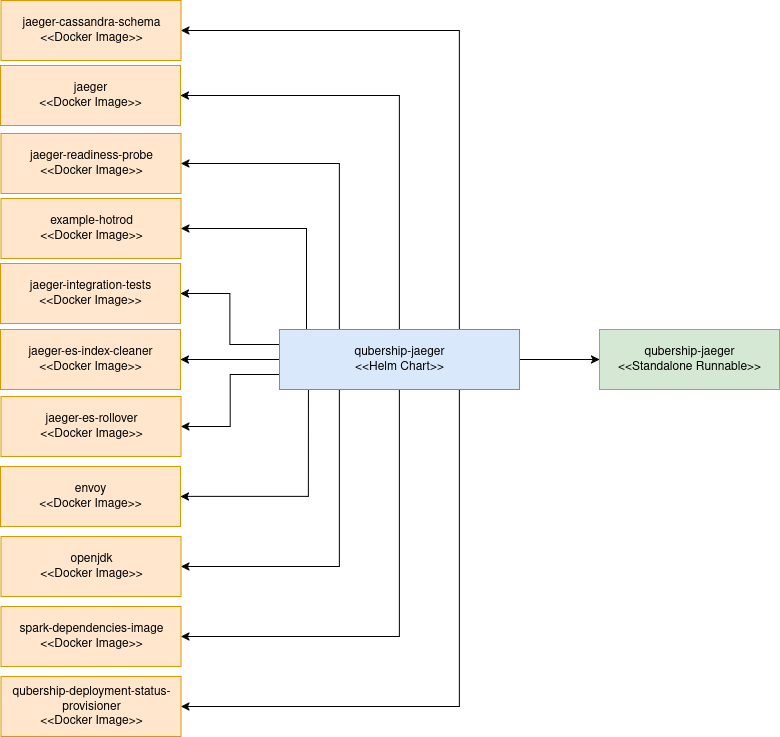 jaeger-cassandra-schema
<<Docker Image>>
jaeger
<<Docker Image>>
jaeger-readiness-probe
<<Docker Image>>
example-hotrod
<<Docker Image>>
jaeger-integration-tests
<<Docker Image>>
jaeger-es-index-cleaner
<<Docker Image>>
qubership-jaeger
<<Helm Chart>>
qubership-jaeger
<<Standalone Runnable>>
jaeger-es-rollover
<<Docker Image>>
envoy
<<Docker Image>>
openjdk
<<Docker Image>>
spark-dependencies-image
<<Docker Image>>
qubership-deployment-status-
provisioner
<<Docker Image>>